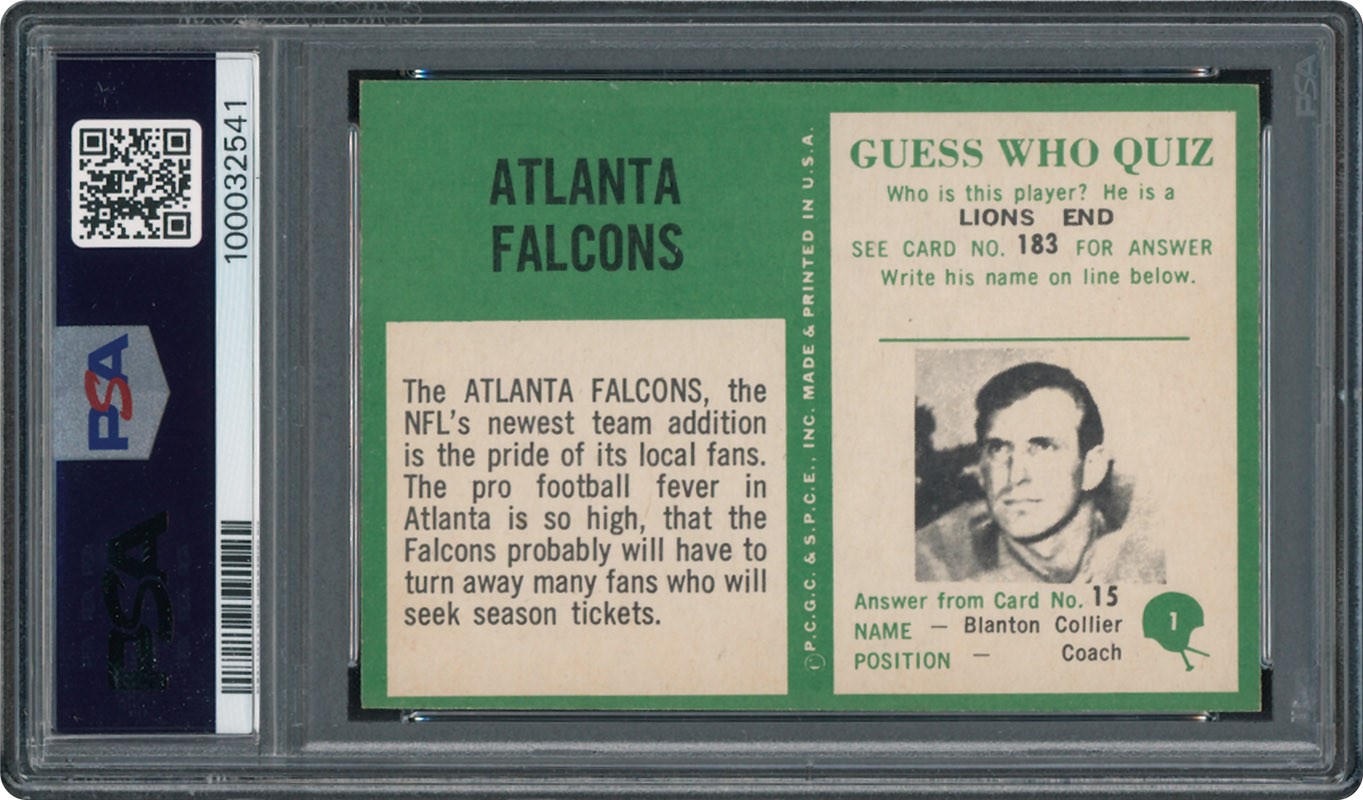 PSA
100032541
PSA
PSA
ATLANTA
FALCONS
The ATLANTA FALCONS, the
NFL's newest team addition
is the pride of its local fans.
The pro football fever in
Atlanta is so high, that the
Falcons probably will have to
turn away many fans who will
seek season tickets.
©P.C.G.C. & S.P.C.E., INC. MADE & PRINTED IN U.S.A.
GUESS WHO QUIZ
Who is this player? He is a
LIONS END
SEE CARD NO. 183 FOR ANSWER
Write his name on line below.
Answer from Card No. 15
NAME — Blanton Collier
POSITION — Coach
1